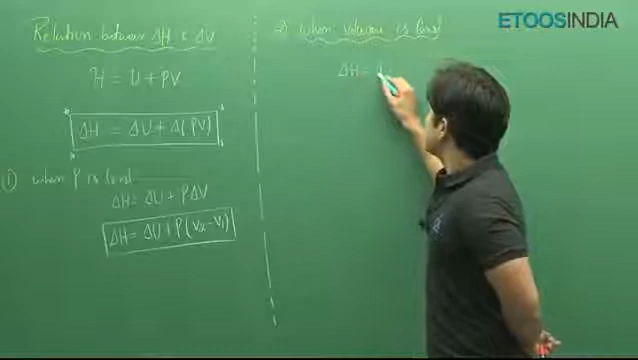 ETOOSINDIA
Relation between ΔH & ΔU
H = U + PV
ΔH = ΔU + Δ(PV)
(1) when P is const
ΔH = ΔU + PΔV
ΔH = ΔU + P(V₂ - V₁)
2) when volume is const
ΔH =